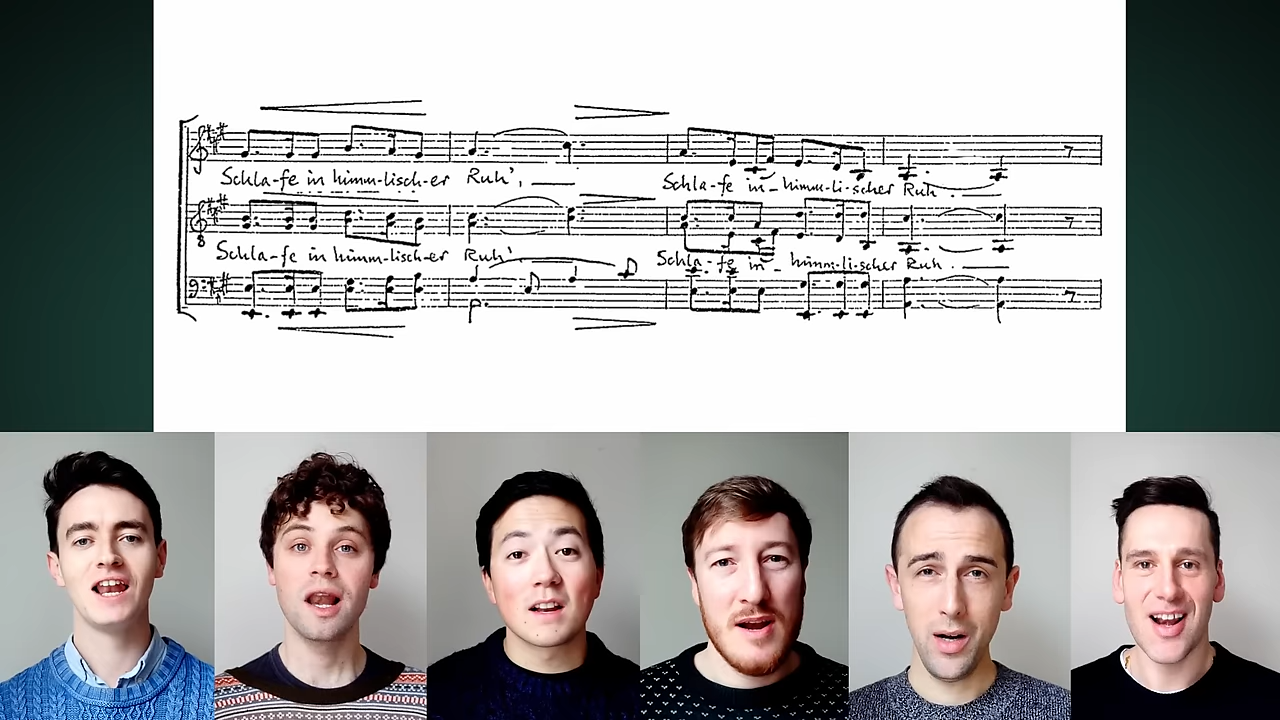 Schla-fe in himm-lisch-er Ruh', Schla-fe in - himm-li-scher Ruh.
8
Schla-fe in himm-lisch-er Ruh'. Schla-fe in - himm-li-scher Ruh.